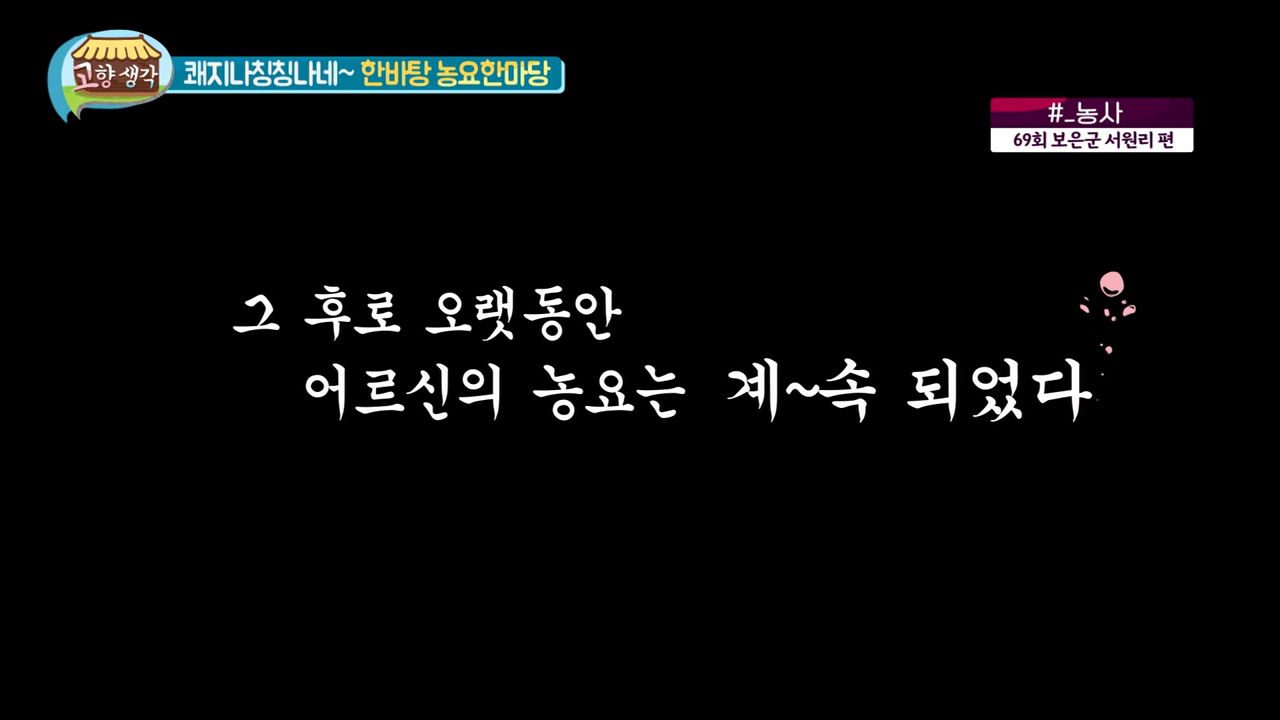 고향 생각
쾌지나칭칭나네~ 한바탕 농요한마당
#_농사
69회 보은군 서원리 편
그 후로 오랫동안
어르신의 농요는 계~속 되었다